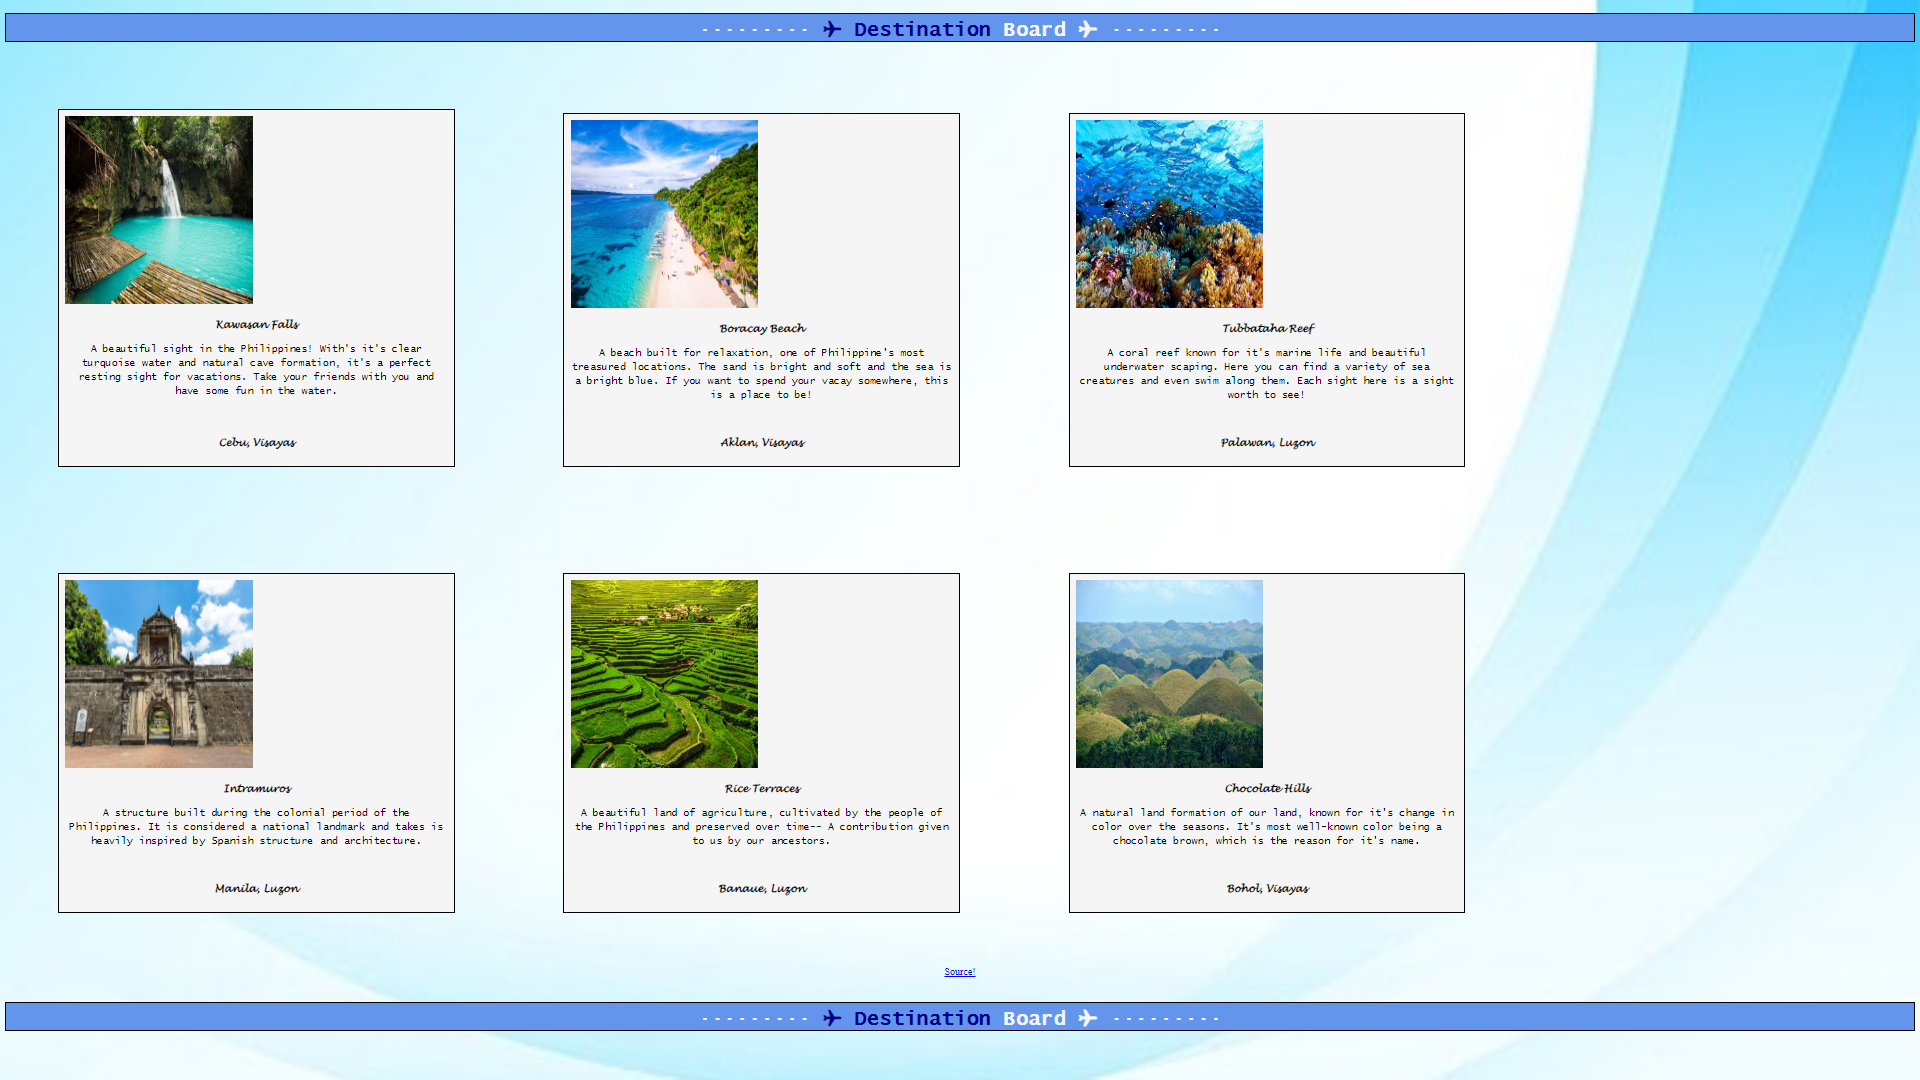 - - - - - - - - - ✈ Destination Board ✈ - - - - - - - - -
Kawasan Falls
A beautiful sight in the Philippines! With's it's clear
turquoise water and natural cave formation, it's a perfect
resting sight for vacations. Take your friends with you and
have some fun in the water.
Cebu, Visayas
Boracay Beach
A beach built for relaxation, one of Philippine's most
treasured locations. The sand is bright and soft and the sea is
a bright blue. If you want to spend your vacay somewhere, this
is a place to be!
Aklan, Visayas
Tubbataha Reef
A coral reef known for it's marine life and beautiful
underwater scaping. Here you can find a variety of sea
creatures and even swim along them. Each sight here is a sight
worth to see!
Palawan, Luzon
Intramuros
A structure built during the colonial period of the
Philippines. It is considered a national landmark and takes is
heavily inspired by Spanish structure and architecture.
Manila, Luzon
Rice Terraces
A beautiful land of agriculture, cultivated by the people of
the Philippines and preserved over time-- A contribution given
to us by our ancestors.
Banaue, Luzon
Chocolate Hills
A natural land formation of our land, known for it's change in
color over the seasons. It's most well-known color being a
chocolate brown, which is the reason for it's name.
Bohol, Visayas
Source!
- - - - - - - - - ✈ Destination Board ✈ - - - - - - - - -